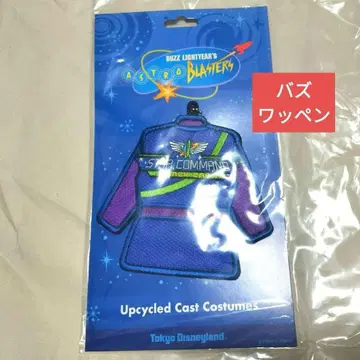 BUZZ LIGHTYEAR'S
ASTRO BLASTERS
バズ
ワッペン
STAR COMMAND
Upcycled Cast Costumes
Tokyo Disneyland